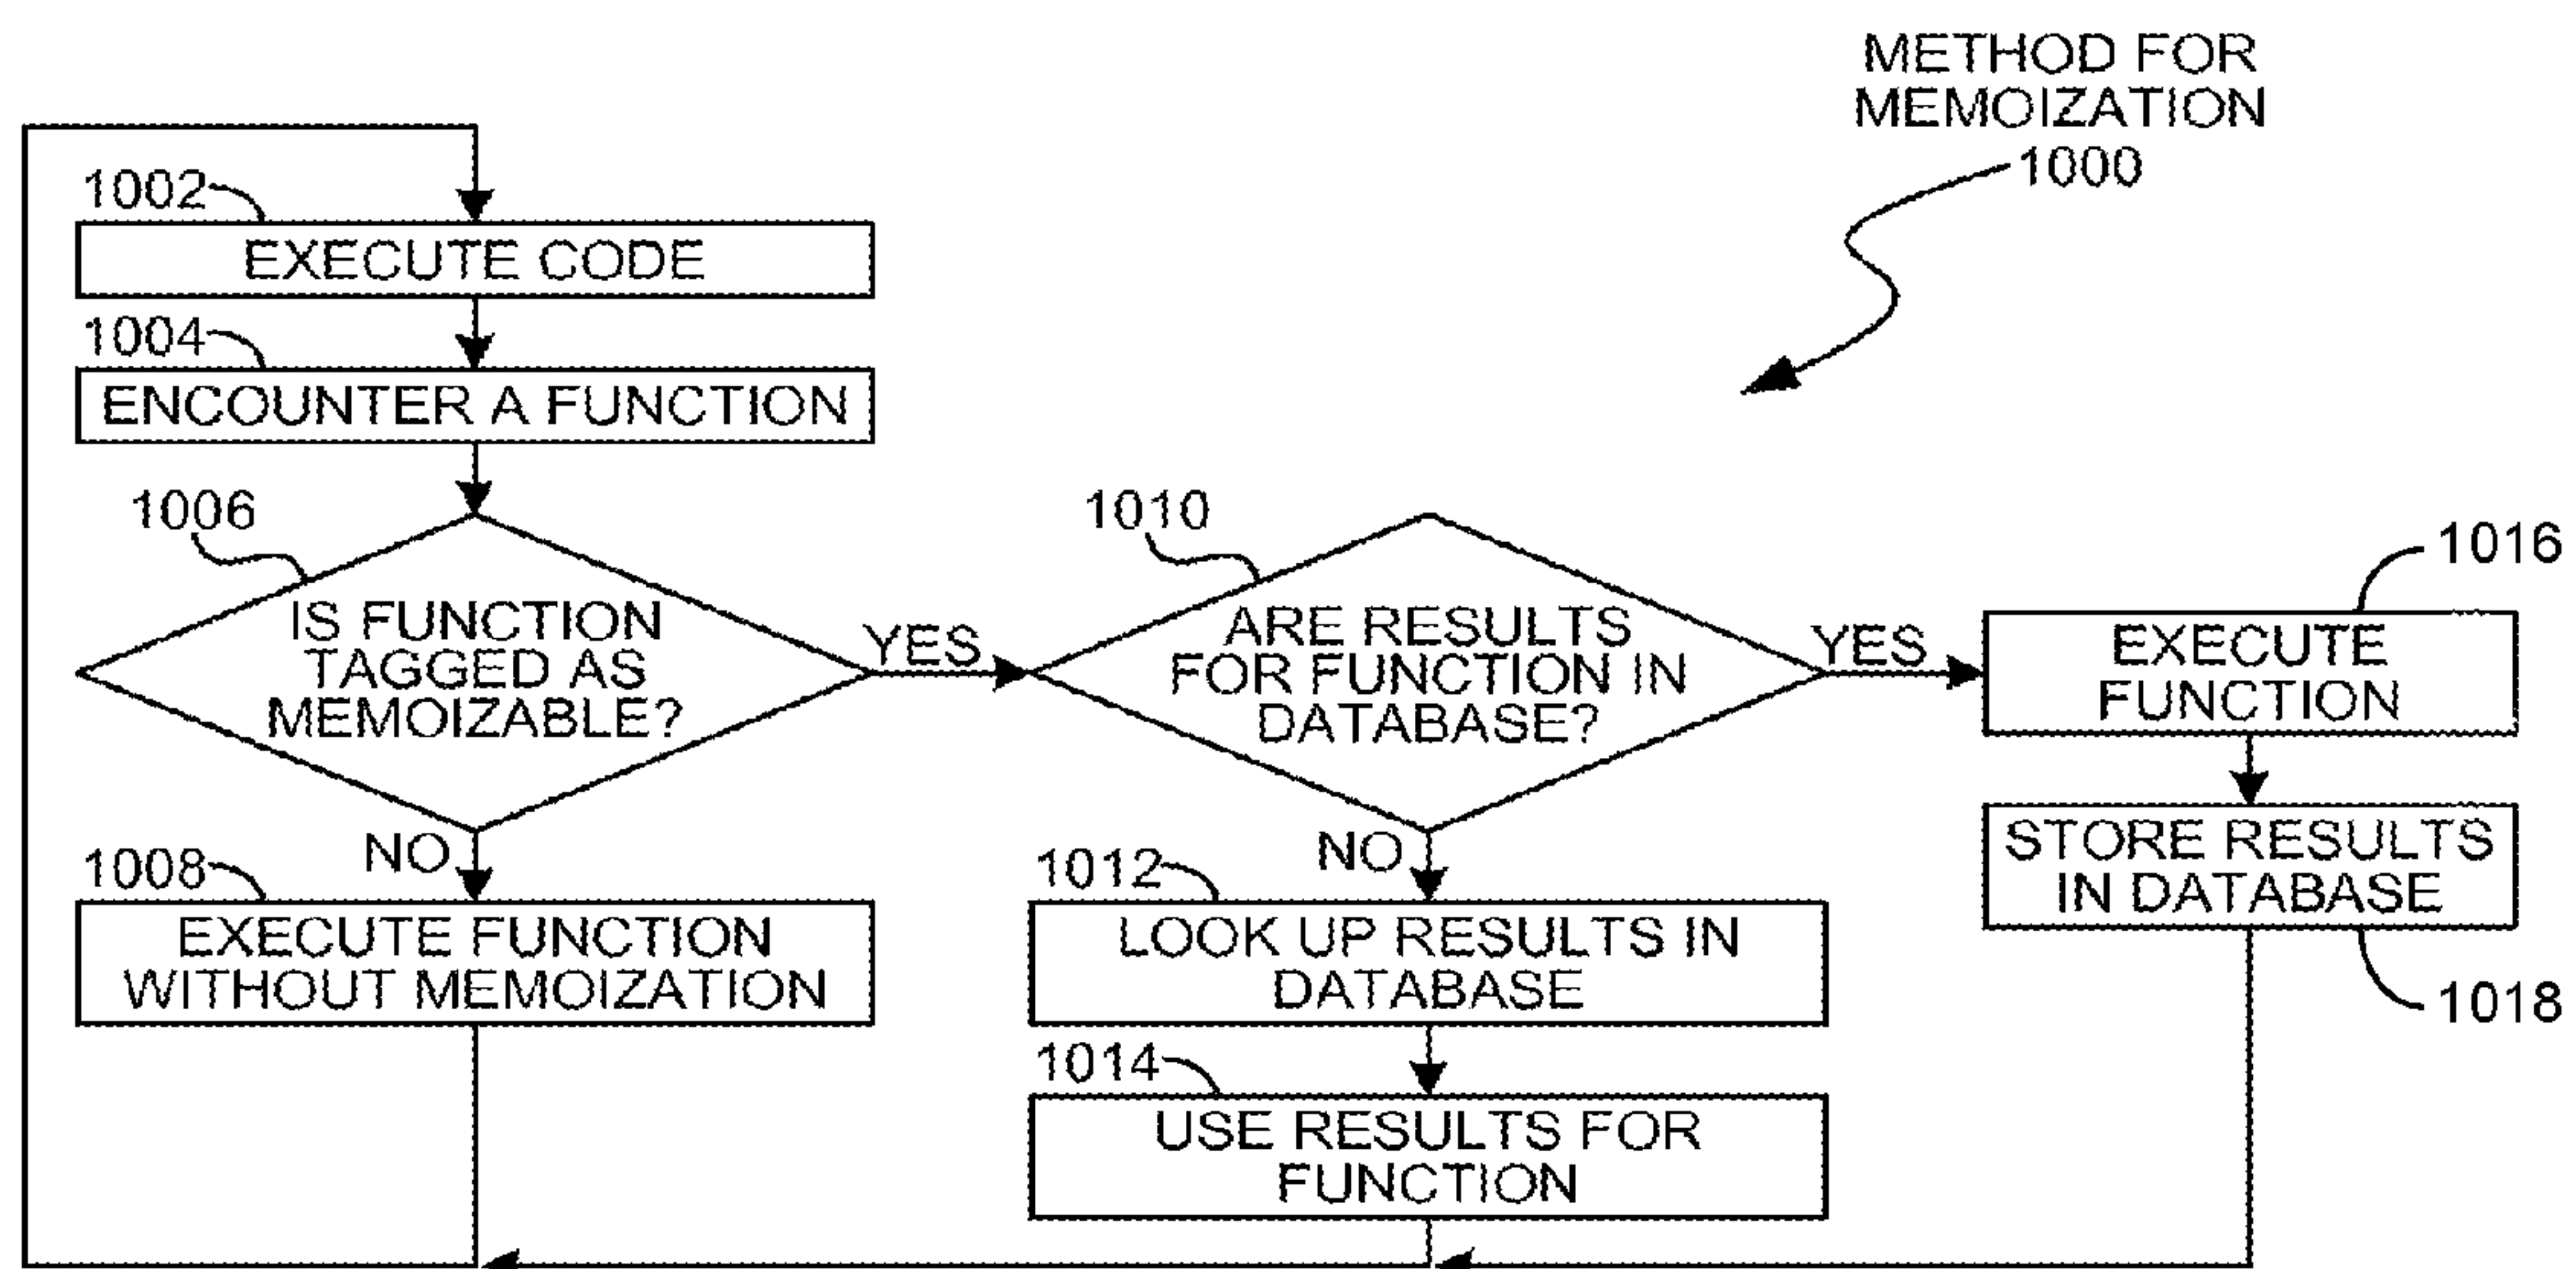 METHOD FOR
MEMOIZATION
1000
1002
EXECUTE CODE
1004
ENCOUNTER A FUNCTION
1006
IS FUNCTION
TAGGED AS
MEMOIZABLE?
YES
NO
1008
EXECUTE FUNCTION
WITHOUT MEMOIZATION
1010
ARE RESULTS
FOR FUNCTION IN
DATABASE?
YES
NO
1012
LOOK UP RESULTS IN
DATABASE
1014
USE RESULTS FOR
FUNCTION
1016
EXECUTE
FUNCTION
STORE RESULTS
IN DATABASE
1018